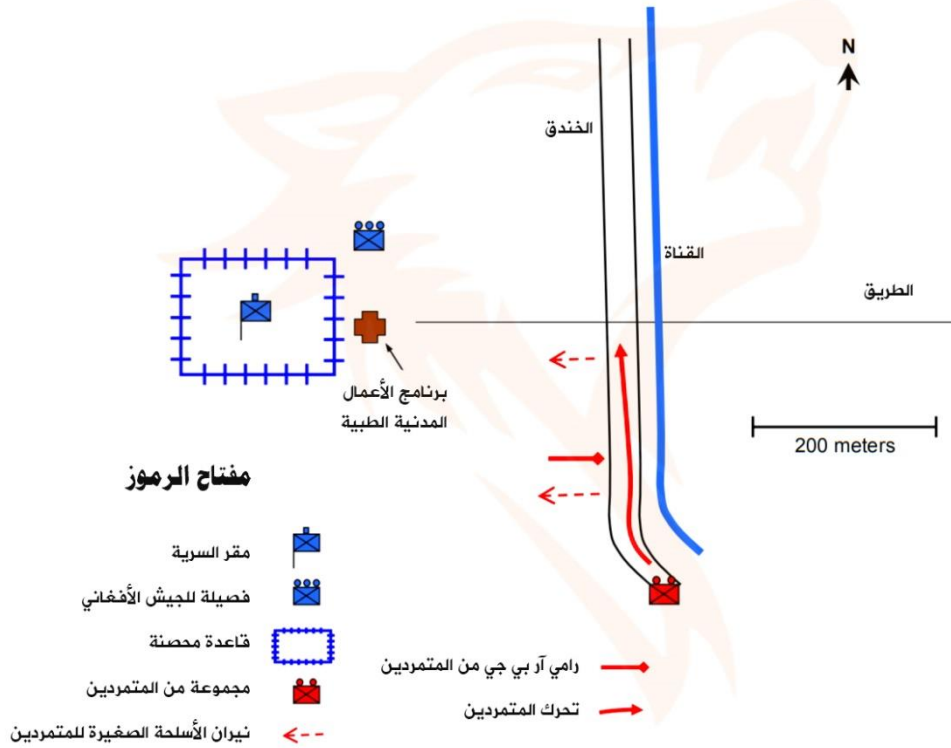 N
الخندق
القناة
الطريق
برنامج الأعمال
المدنية الطبية
200 meters
مفتاح الرموز
مقر السرية
فصيلة للجيش الأفغاني
قاعدة محصنة
مجموعة من المتمردين
نيران الأسلحة الصغيرة للمتمردين
رامي آر بي جي من المتمردين
تحرك المتمردين